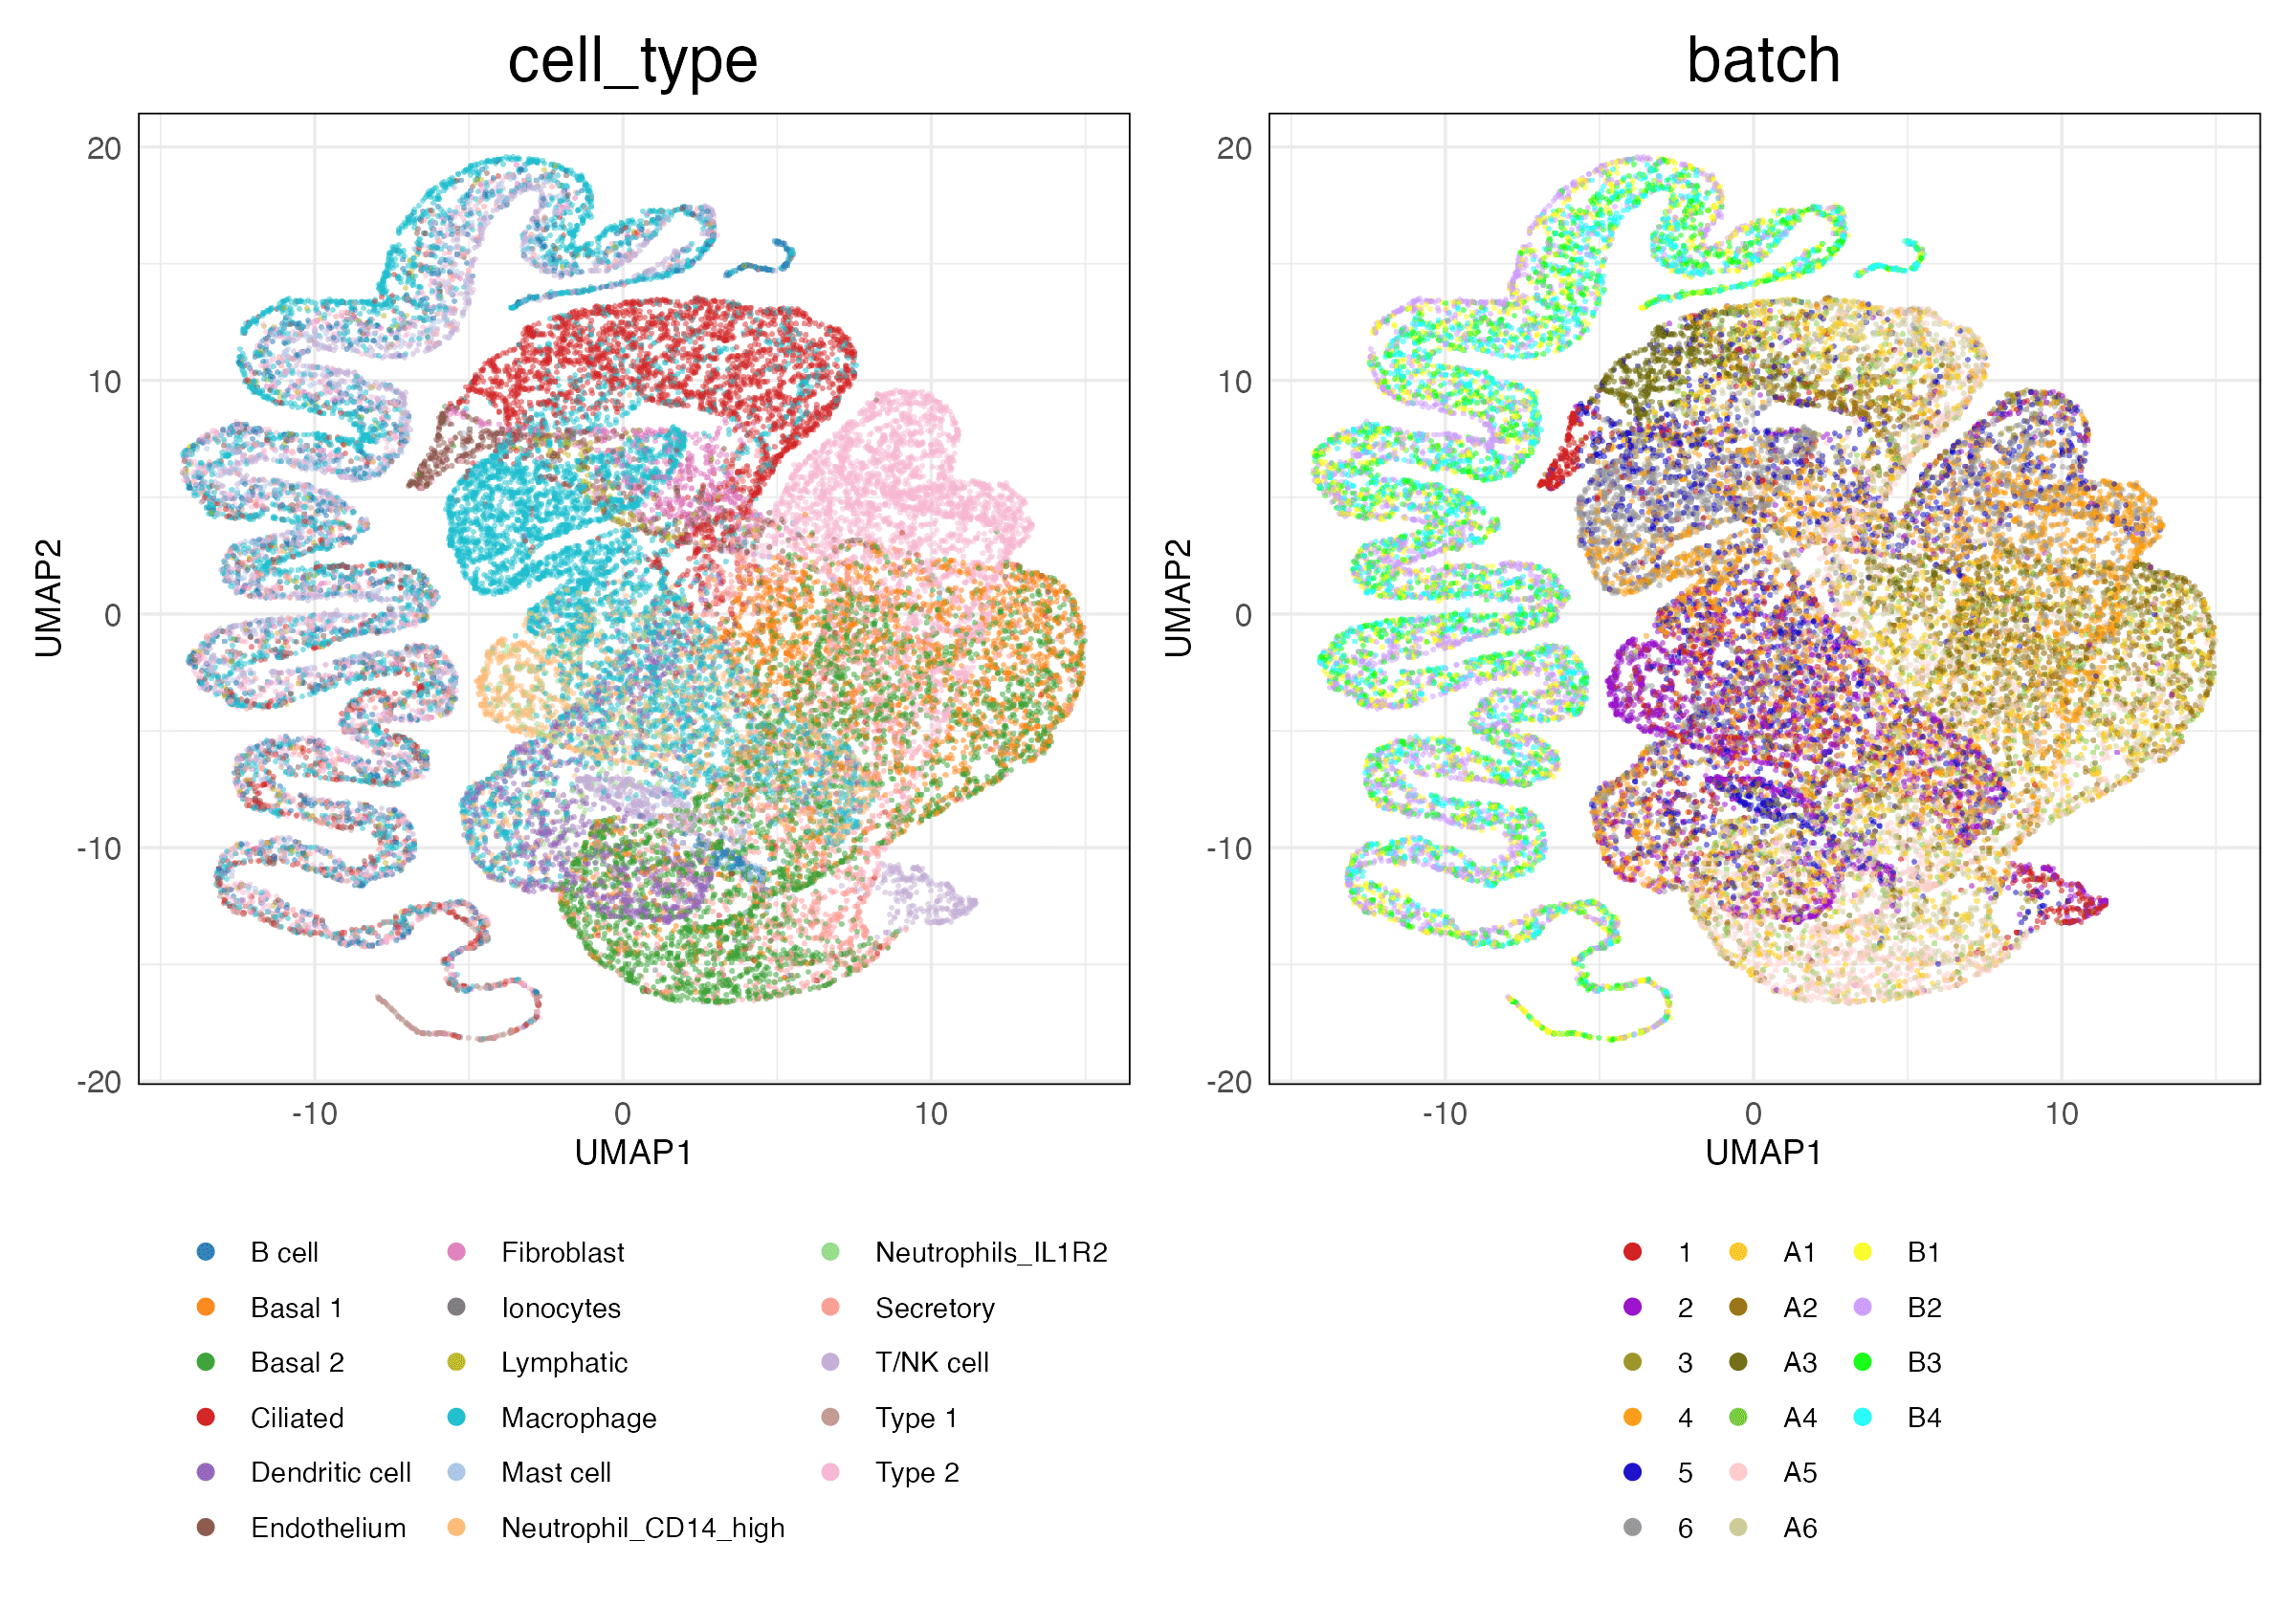 cell_type
batch
20
10
0
-10
-20
UMAP2
-10 0 10
UMAP1
20
10
0
-10
-20
UMAP2
-10 0 10
UMAP1
B cell Fibroblast Neutrophils_IL1R2
Basal 1 Ionocytes Secretory
Basal 2 Lymphatic T/NK cell
Ciliated Macrophage Type 1
Dendritic cell Mast cell Type 2
Endothelium Neutrophil_CD14_high
1 A1 B1
2 A2 B2
3 A3 B3
4 A4 B4
5 A5
6 A6